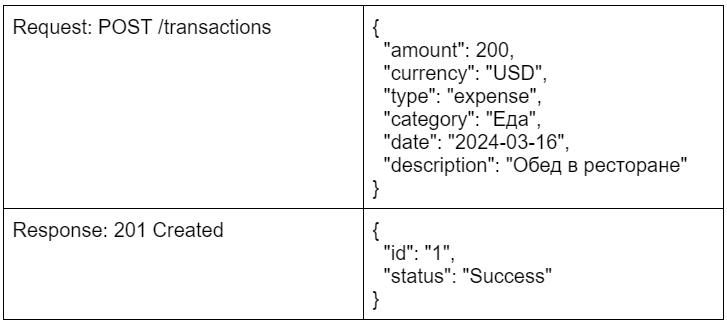 Request: POST /transactions
{
"amount": 200,
"currency": "USD",
"type": "expense",
"category": "Еда",
"date": "2024-03-16",
"description": "Обед в ресторане"
}
Response: 201 Created
{
"id": "1",
"status": "Success"
}